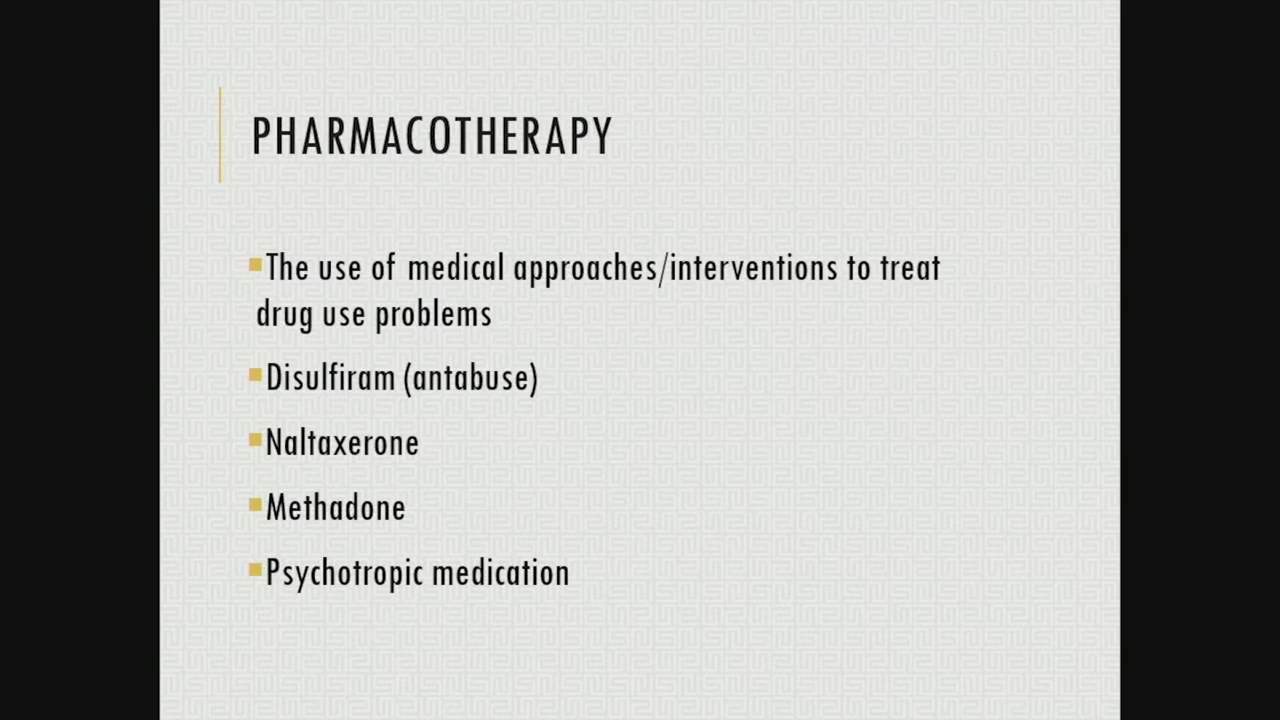 PHARMACOTHERAPY
The use of medical approaches/interventions to treat
drug use problems
Disulfiram (antabuse)
Naltaxerone
Methadone
Psychotropic medication